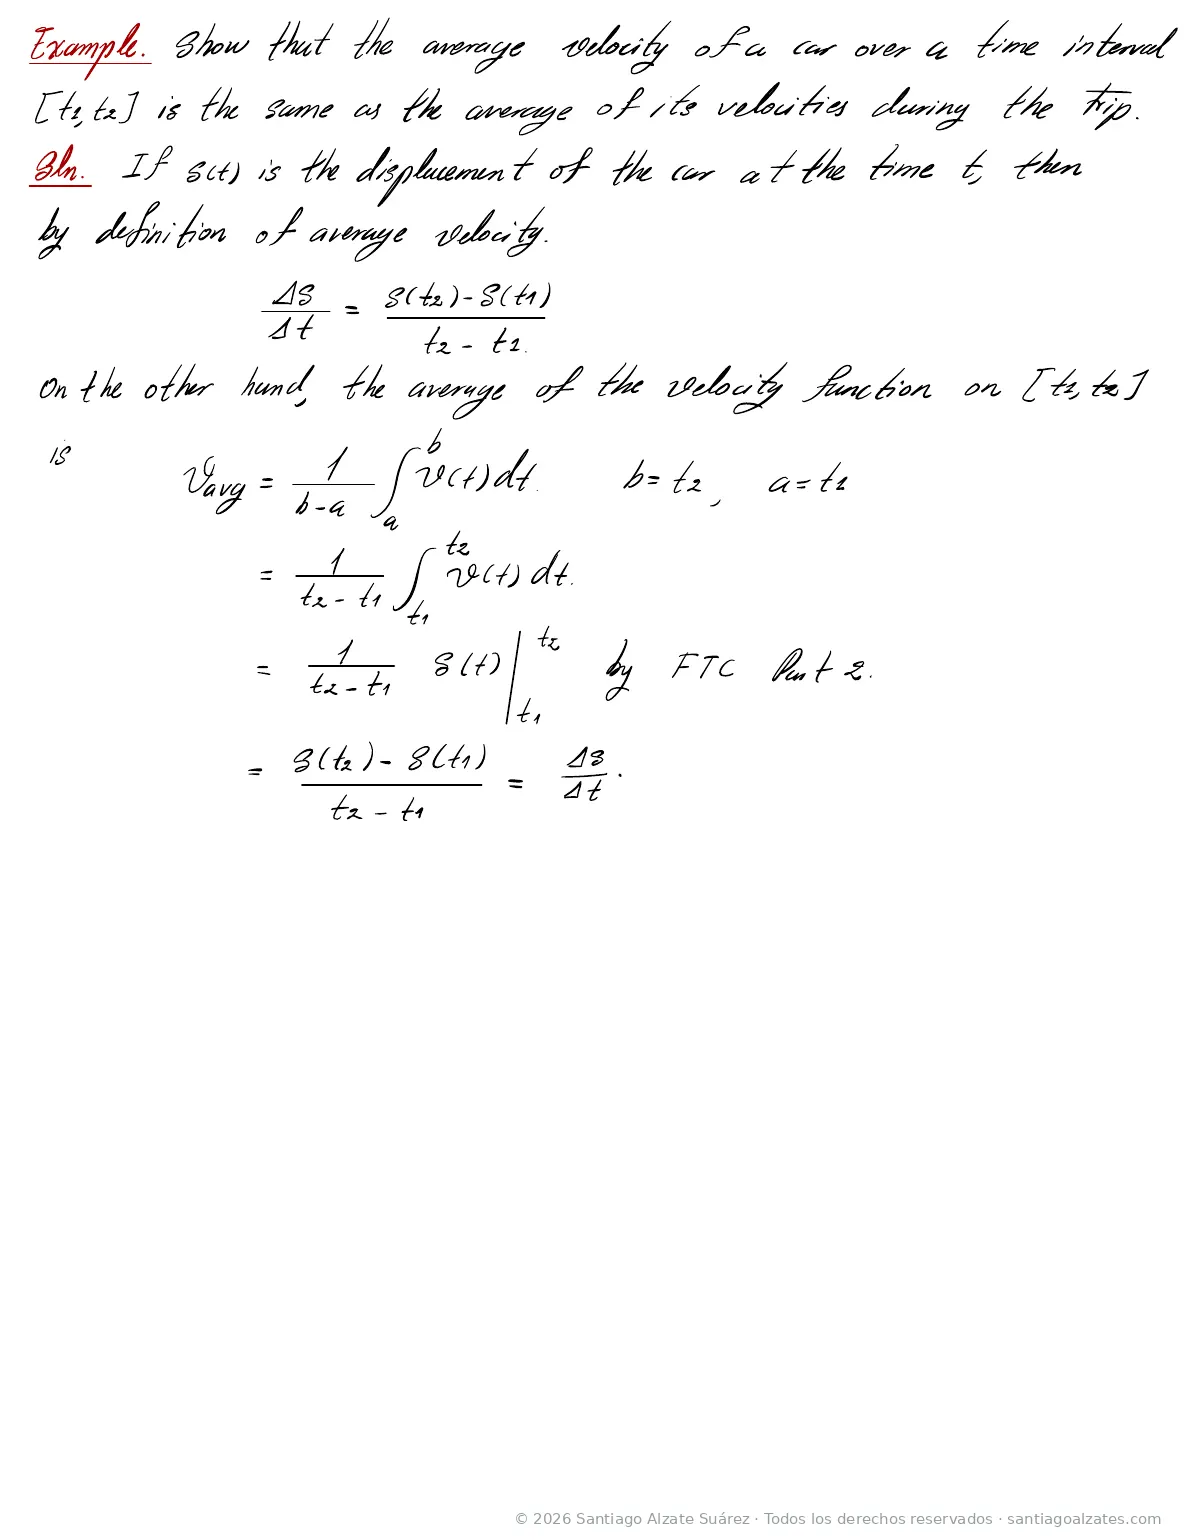 Example. Show that the average velocity of a car over a time interval
[t1, t2] is the same as the average of its velocities during the trip.
Sln. If s(t) is the displacement of the car at the time t, then
by definition of average velocity.
Δs/Δt = (s(t2) - s(t1))/(t2 - t1).
On the other hand, the average of the velocity function on [t1, t2]
is
Vavg = 1/(b-a) ∫_a^b v(t) dt. b = t2, a = t1
= 1/(t2 - t1) ∫_t1^t2 v(t) dt.
= 1/(t2 - t1) s(t) |_t1^t2 by FTC Part 2.
= (s(t2) - s(t1))/(t2 - t1) = Δs/Δt.
© 2026 Santiago Alzate Suárez · Todos los derechos reservados · santiagoalzates.com